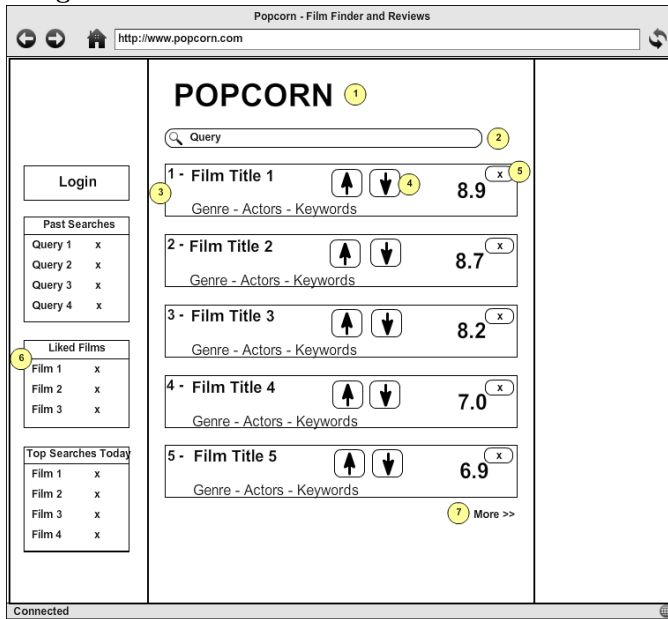 Popcorn - Film Finder and Reviews
http://www.popcorn.com
POPCORN 1
Query 2
Login
Past Searches
Query 1 x
Query 2 x
Query 3 x
Query 4 x
Liked Films
6
Film 1 x
Film 2 x
Film 3 x
Top Searches Today
Film 1 x
Film 2 x
Film 3 x
Film 4 x
1 - Film Title 1 4 8.9 x 5
3
Genre - Actors - Keywords
2 - Film Title 2 8.7 x
Genre - Actors - Keywords
3 - Film Title 3 8.2 x
Genre - Actors - Keywords
4 - Film Title 4 7.0 x
Genre - Actors - Keywords
5 - Film Title 5 6.9 x
Genre - Actors - Keywords
7 More >>
Connected